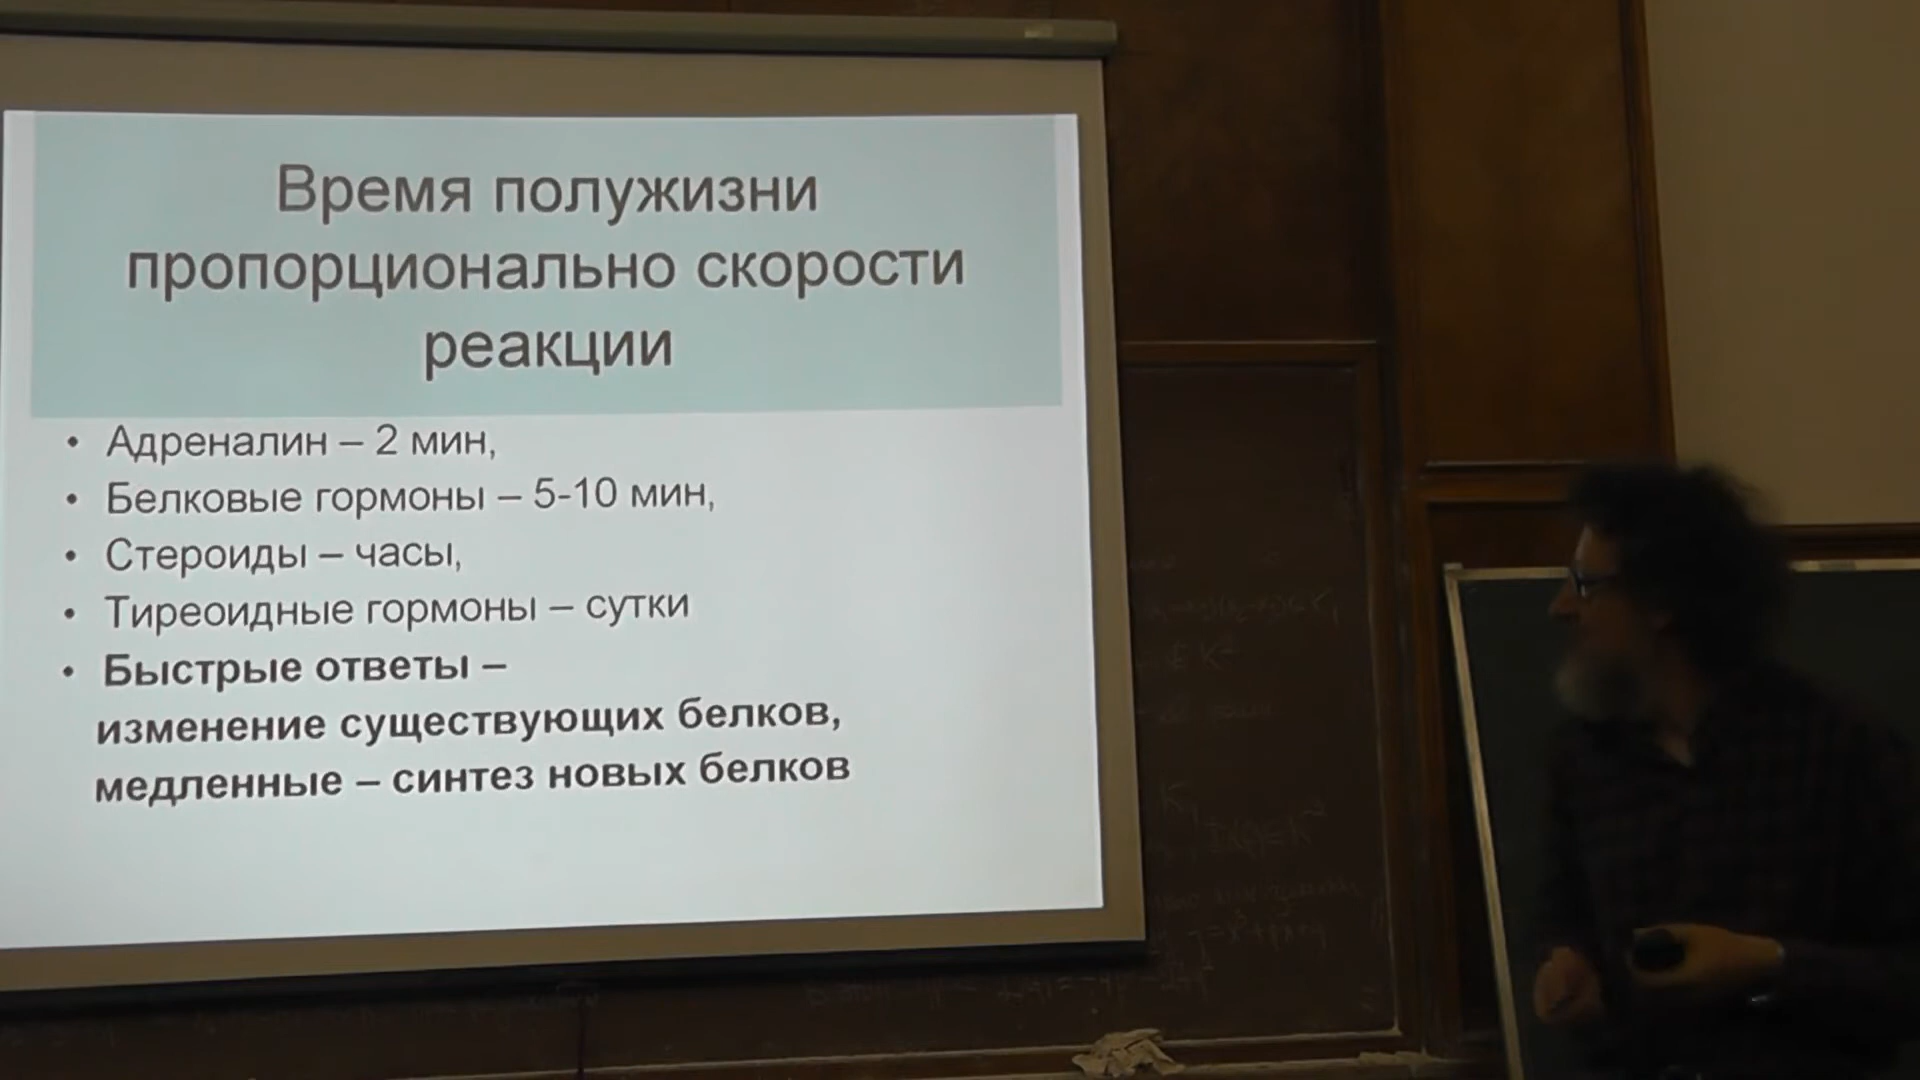 Время полужизни
пропорционально скорости
реакции
• Адреналин – 2 мин,
• Белковые гормоны – 5-10 мин,
• Стероиды – часы,
• Тиреоидные гормоны – сутки
• Быстрые ответы –
изменение существующих белков,
медленные – синтез новых белков